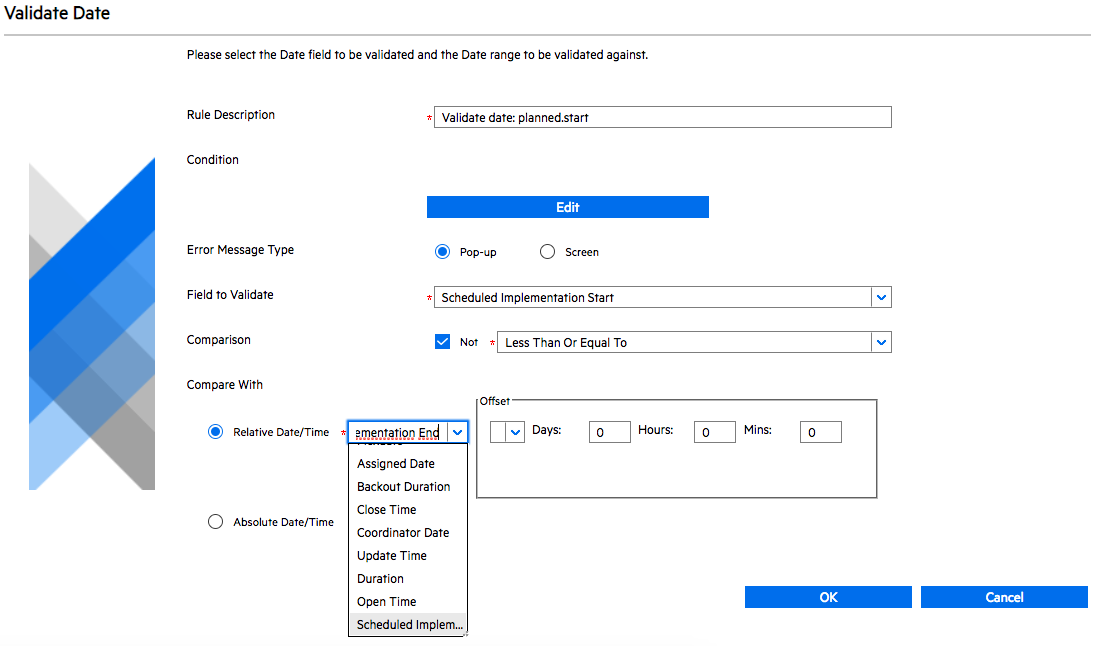 Validate Date
Please select the Date field to be validated and the Date range to be validated against.
Rule Description
* Validate date: planned.start
Condition
Edit
Error Message Type
Pop-up Screen
Field to Validate
* Scheduled Implementation Start
Comparison
Not * Less Than Or Equal To
Compare With
Offset
Relative Date/Time * ementation End Days: 0 Hours: 0 Mins: 0
Assigned Date
Backout Duration
Close Time
Absolute Date/Time
Coordinator Date
Update Time
Duration
Open Time
Scheduled Implem...
OK Cancel